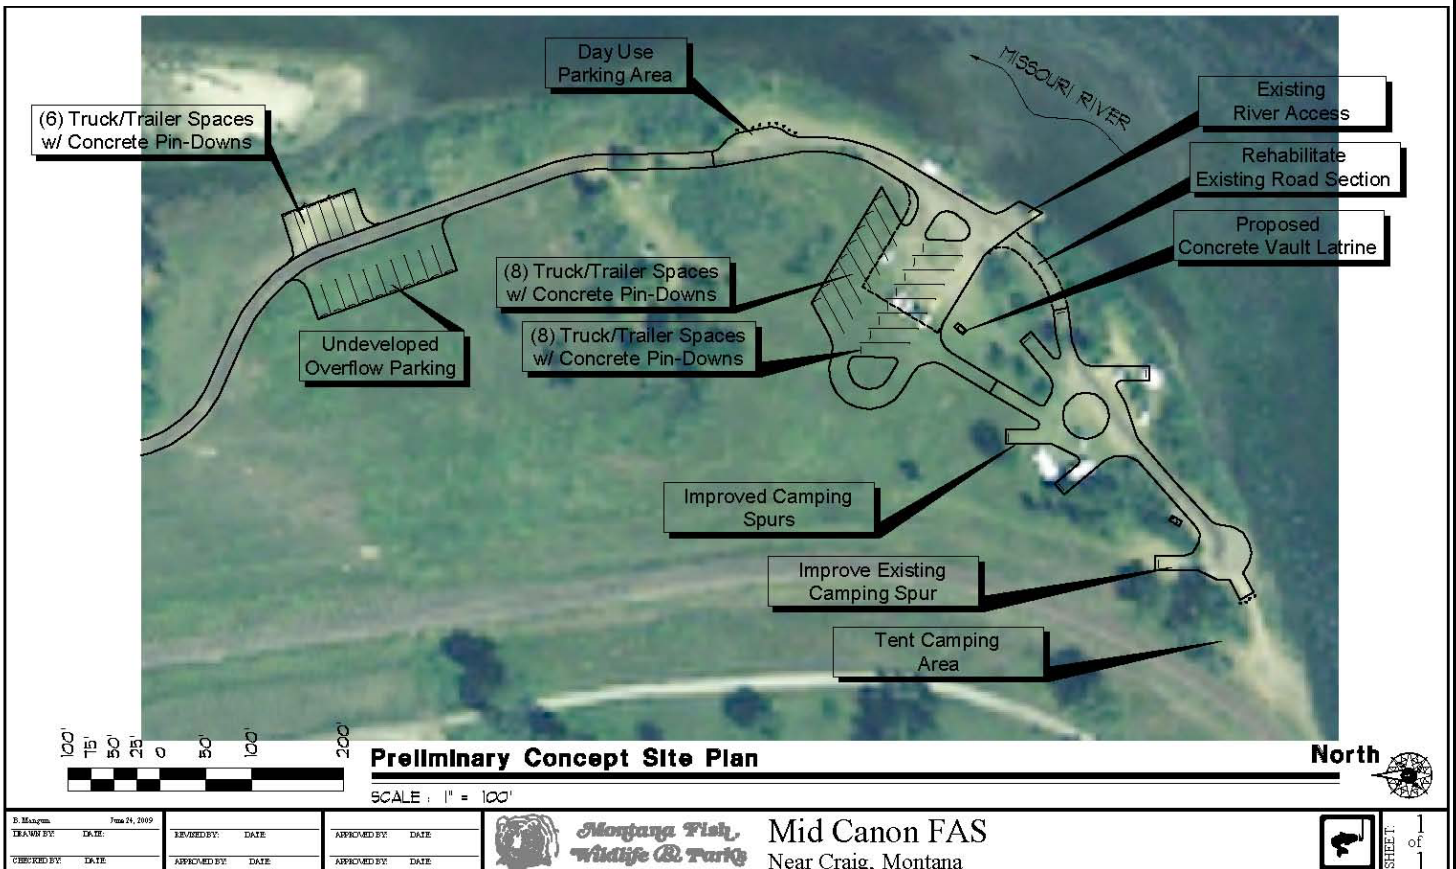 Day Use
Parking Area
MISSOURI RIVER
Existing
River Access
(6) Truck/Trailer Spaces
w/ Concrete Pin-Downs
Rehabilitate
Existing Road Section
Proposed
Concrete Vault Latrine
(8) Truck/Trailer Spaces
w/ Concrete Pin-Downs
Undeveloped
Overflow Parking
(8) Truck/Trailer Spaces
w/ Concrete Pin-Downs
Improved Camping
Spurs
Improve Existing
Camping Spur
Tent Camping
Area
100' 75' 50' 25' 0 50' 100' 200'
Preliminary Concept Site Plan
North
SCALE : 1" = 100'
B. Mangum June 24, 2009
DRAWN BY: DATE:
CHECKED BY: DATE:
REVISED BY: DATE:
APPROVED BY: DATE:
APPROVED BY: DATE:
APPROVED BY: DATE:
Montana Fish,
Wildlife & Parks
Mid Canon FAS
Near Craig, Montana
SHEET: 1 of 1